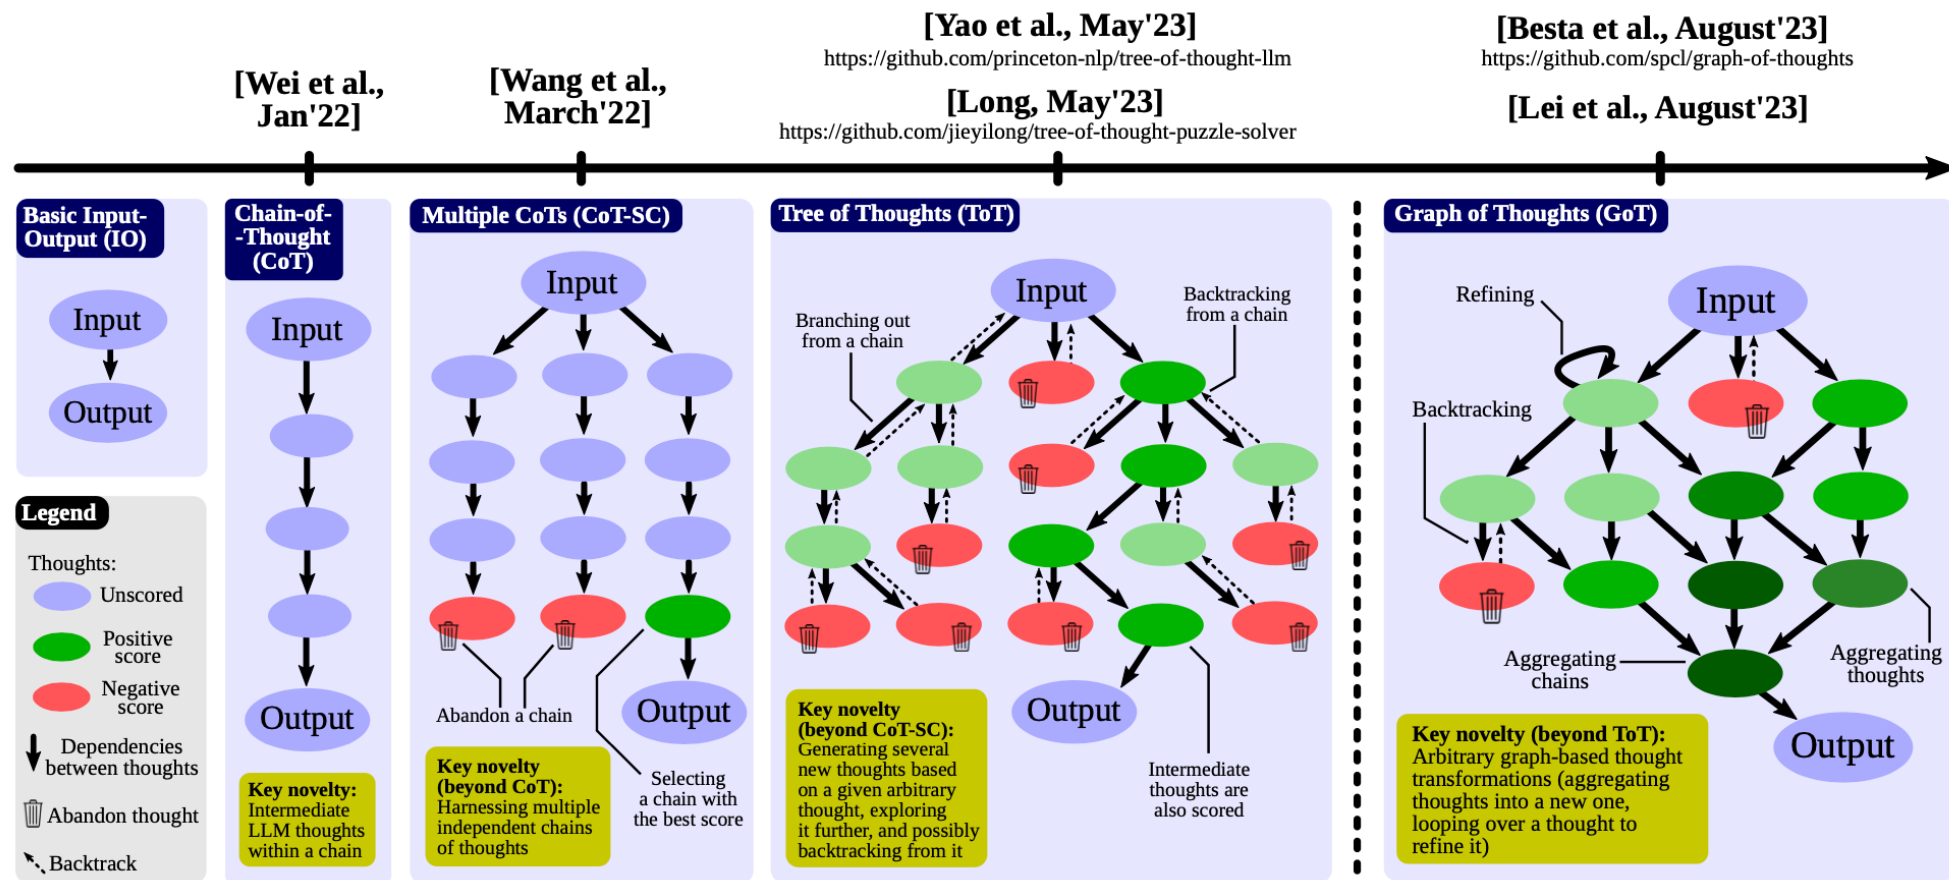 [Wei et al.,
Jan'22]
[Wang et al.,
March'22]
[Yao et al., May'23]
https://github.com/princeton-nlp/tree-of-thought-llm
[Long, May'23]
https://github.com/jieyilong/tree-of-thought-puzzle-solver
[Besta et al., August'23]
https://github.com/spcl/graph-of-thoughts
[Lei et al., August'23]
Basic Input-
Output (IO)
Input
Output
Legend
Thoughts:
Unscored
Positive
score
Negative
score
Dependencies
between thoughts
Abandon thought
Backtrack
Chain-of-
-Thought
(CoT)
Input
Output
Key novelty:
Intermediate
LLM thoughts
within a chain
Multiple CoTs (CoT-SC)
Input
Abandon a chain
Output
Key novelty
(beyond CoT):
Harnessing multiple
independent chains
of thoughts
Selecting
a chain with
the best score
Tree of Thoughts (ToT)
Input
Branching out
from a chain
Backtracking
from a chain
Output
Key novelty
(beyond CoT-SC):
Generating several
new thoughts based
on a given arbitrary
thought, exploring
it further, and possibly
backtracking from it
Intermediate
thoughts are
also scored
Graph of Thoughts (GoT)
Refining
Input
Backtracking
Aggregating
chains
Aggregating
thoughts
Key novelty (beyond ToT):
Arbitrary graph-based thought
transformations (aggregating
thoughts into a new one,
looping over a thought to
refine it)
Output